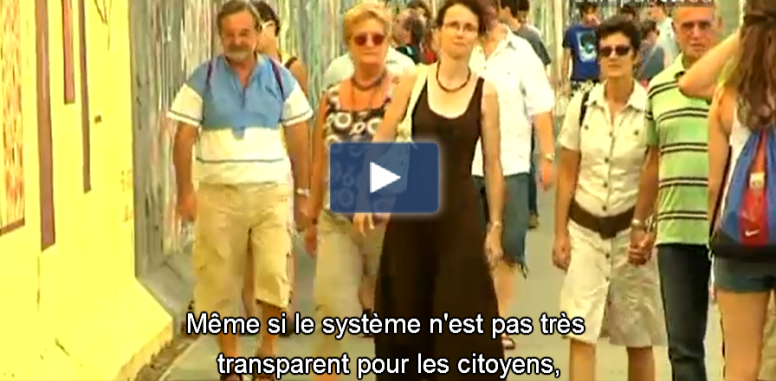 Même si le système n'est pas très
transparent pour les citoyens,